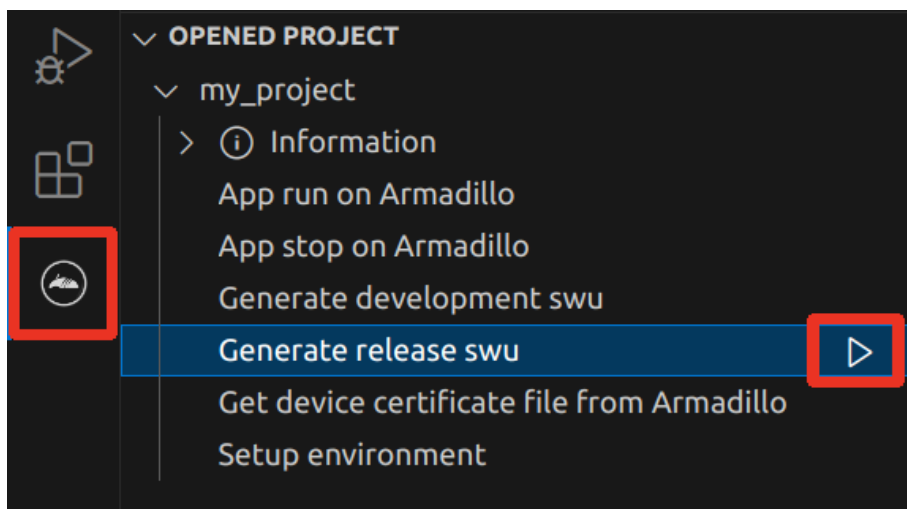 OPENED PROJECT
my_project
Information
App run on Armadillo
App stop on Armadillo
Generate development swu
Generate release swu
Get device certificate file from Armadillo
Setup environment